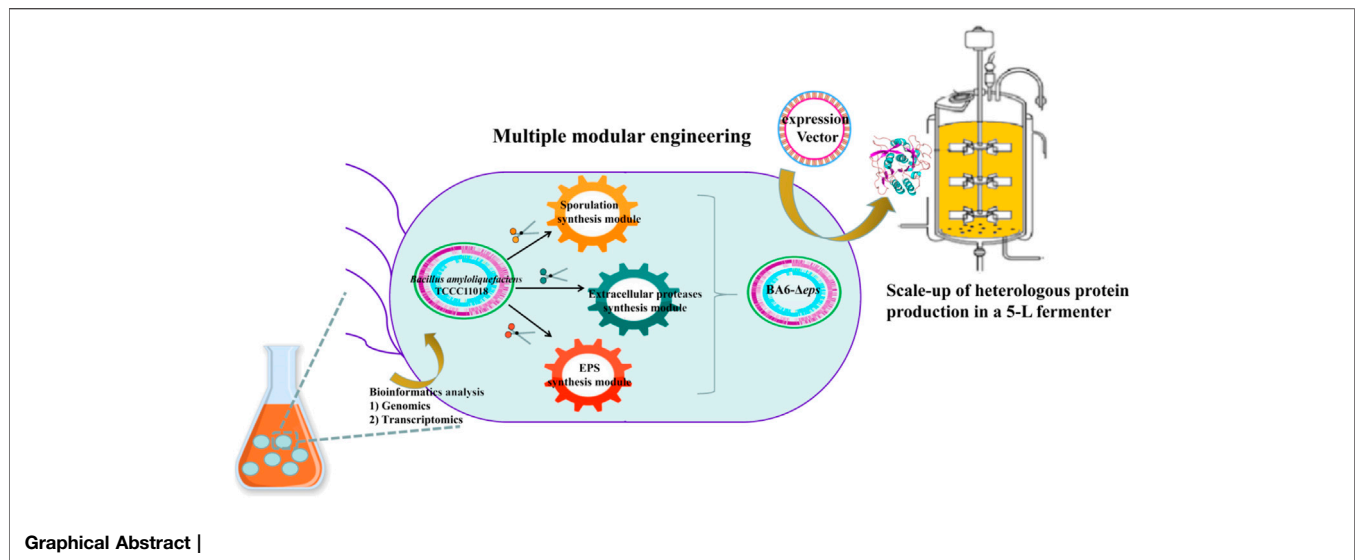 Multiple modular engineering
expression
Vector
Sporulation
synthesis module
Bacillus amyloliquefaciens
TCCC11018
Extracellular proteases
synthesis module
EPS
synthesis module
BA6-Δeps
Bioinformatics analysis
1) Genomics
2) Transcriptomics
Scale-up of heterologous protein
production in a 5-L fermenter
Graphical Abstract |